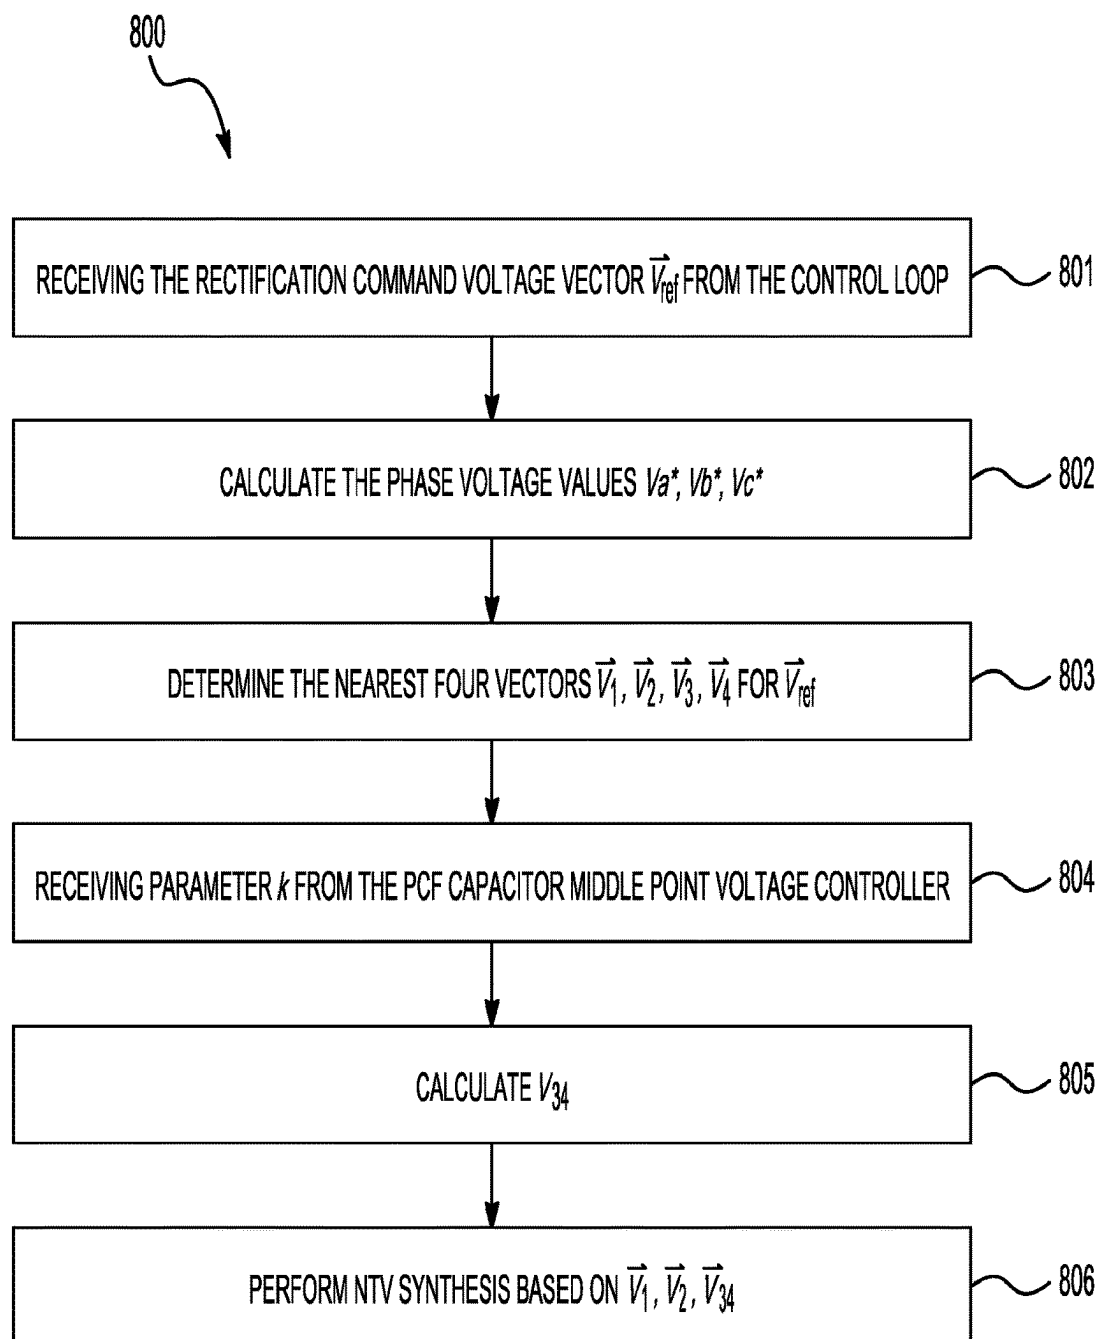 800
RECEIVING THE RECTIFICATION COMMAND VOLTAGE VECTOR V⃗ref FROM THE CONTROL LOOP
801
CALCULATE THE PHASE VOLTAGE VALUES Va*, Vb*, Vc*
802
DETERMINE THE NEAREST FOUR VECTORS V⃗1, V⃗2, V⃗3, V⃗4 FOR V⃗ref
803
RECEIVING PARAMETER k FROM THE PCF CAPACITOR MIDDLE POINT VOLTAGE CONTROLLER
804
CALCULATE V34
805
PERFORM NTV SYNTHESIS BASED ON V⃗1, V⃗2, V⃗34
806